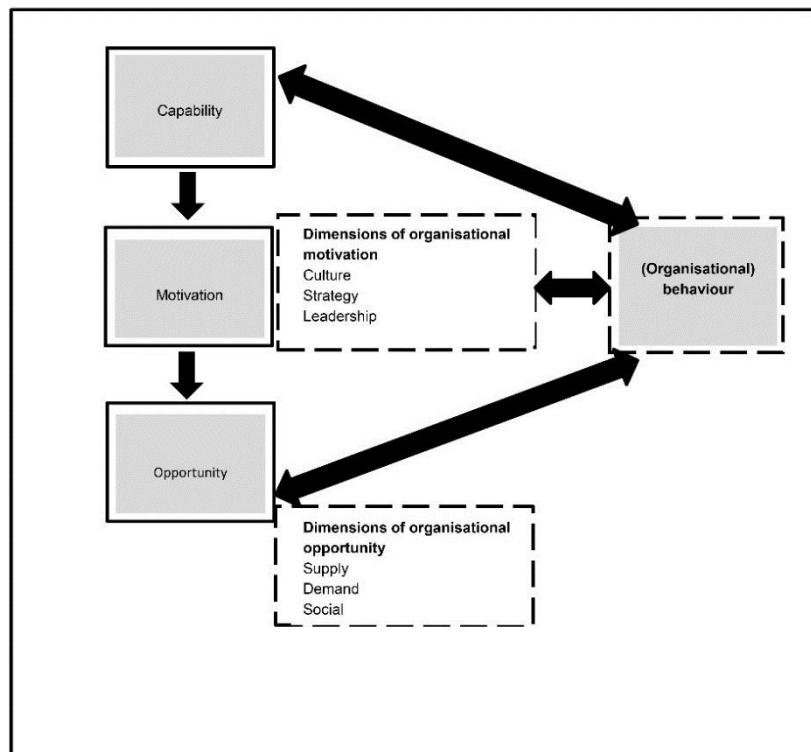 Capability
Dimensions of organisational
motivation
Culture
Strategy
Leadership
Motivation
(Organisational)
behaviour
Opportunity
Dimensions of organisational
opportunity
Supply
Demand
Social